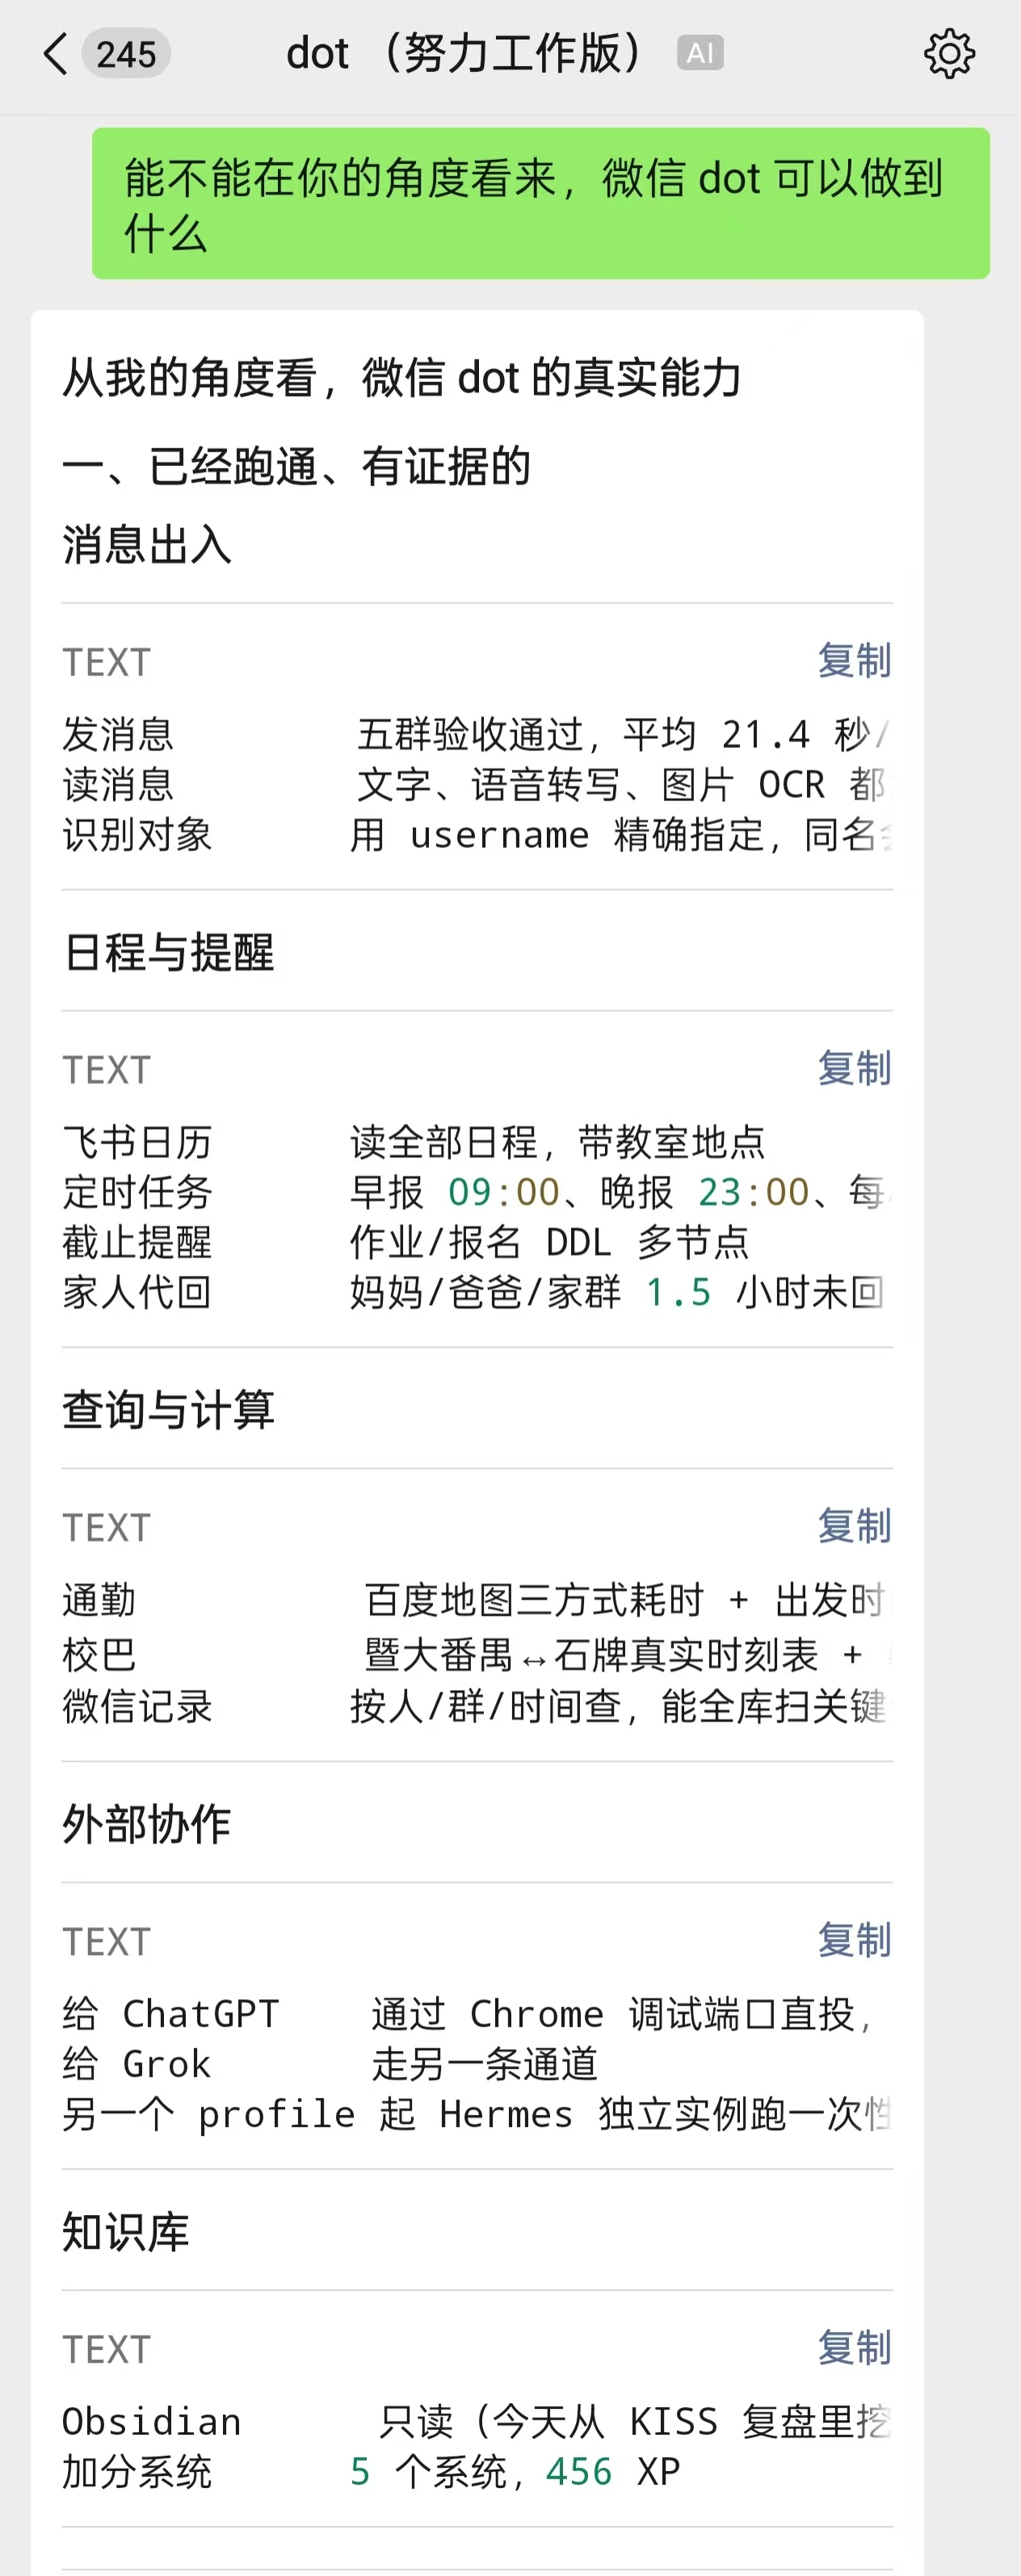 245
dot （努力工作版） AI
能不能在你的角度看来，微信 dot 可以做到
什么
从我的角度看，微信 dot 的真实能力
一、已经跑通、有证据的
消息出入
TEXT 复制
发消息 五群验收通过，平均 21.4 秒/
读消息 文字、语音转写、图片 OCR 都
识别对象 用 username 精确指定，同名
日程与提醒
TEXT 复制
飞书日历 读全部日程，带教室地点
定时任务 早报 09:00、晚报 23:00、每
截止提醒 作业/报名 DDL 多节点
家人代回 妈妈/爸爸/家群 1.5 小时未回
查询与计算
TEXT 复制
通勤 百度地图三方式耗时 + 出发时
校巴 暨大番禺↔石牌真实时刻表 +
微信记录 按人/群/时间查，能全库扫关键
外部协作
TEXT 复制
给 ChatGPT 通过 Chrome 调试端口直投，
给 Grok 走另一条通道
另一个 profile 起 Hermes 独立实例跑一次性
知识库
TEXT 复制
Obsidian 只读（今天从 KISS 复盘里挖
加分系统 5 个系统，456 XP